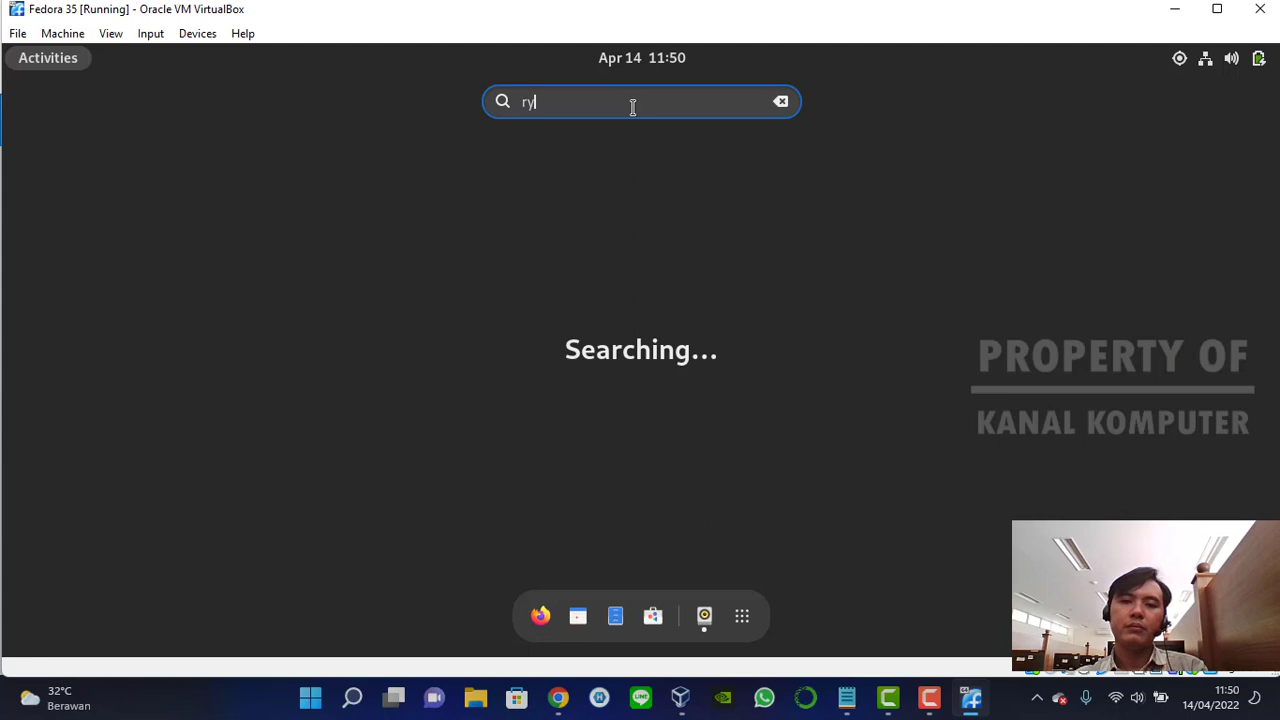 Fedora 35 [Running] - Oracle VM VirtualBox
File Machine View Input Devices Help
Activities
Apr 14 11:50
ry
Searching...
PROPERTY OF
KANAL KOMPUTER
32°C
Berawan
LINE
11:50
14/04/2022